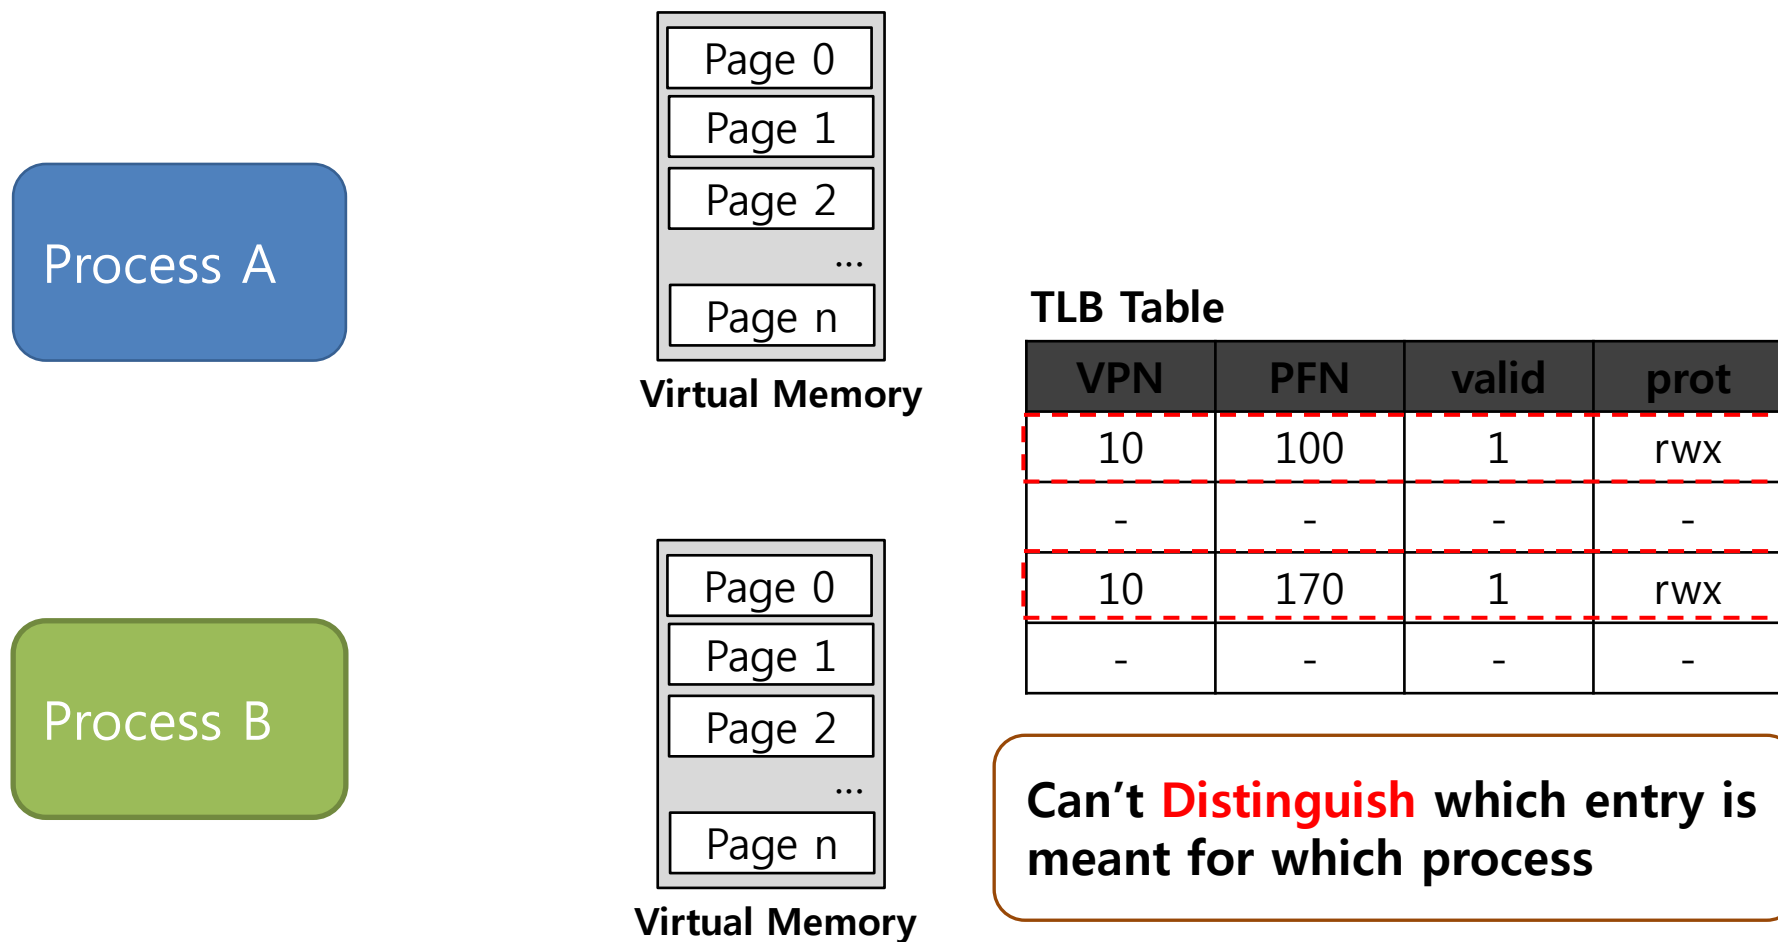 Process A
Page 0
Page 1
Page 2
...
Page n
Virtual Memory
Process B
Page 0
Page 1
Page 2
...
Page n
Virtual Memory
TLB Table
VPN PFN valid prot
10 100 1 rwx
- - - -
10 170 1 rwx
- - - -
Can’t Distinguish which entry is
meant for which process